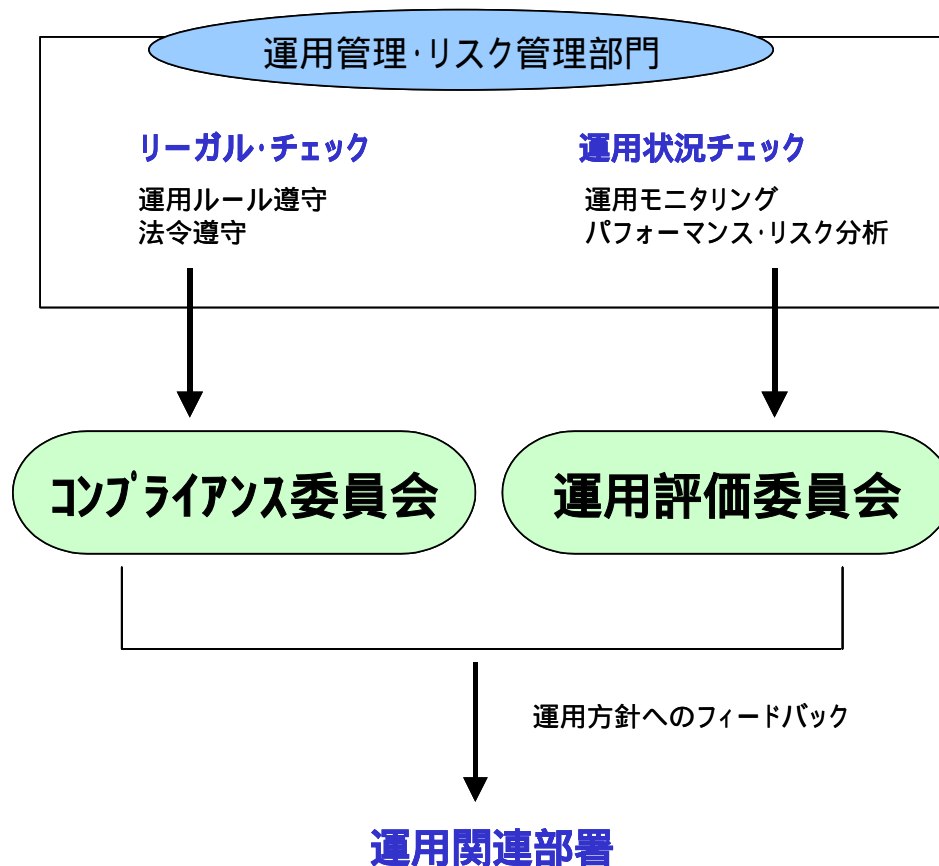 運用管理・リスク管理部門
リーガル・チェック
運用ルール遵守
法令遵守
運用状況チェック
運用モニタリング
パフォーマンス・リスク分析
コンプライアンス委員会
運用評価委員会
運用方針へのフィードバック
運用関連部署